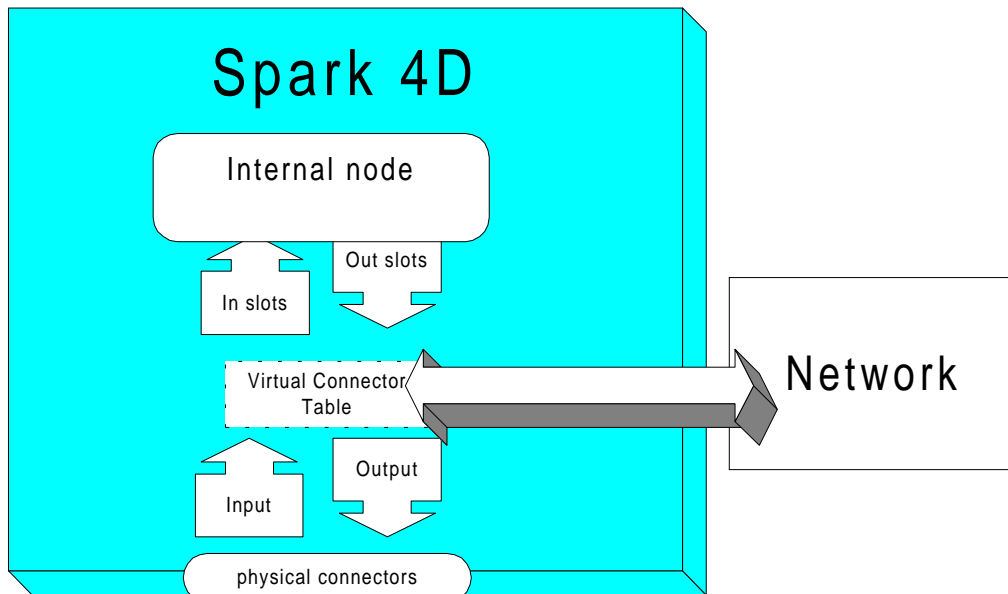 Spark 4D
Internal node
Out slots
In slots
Virtual Connector
Table
Network
Output
Input
physical connectors